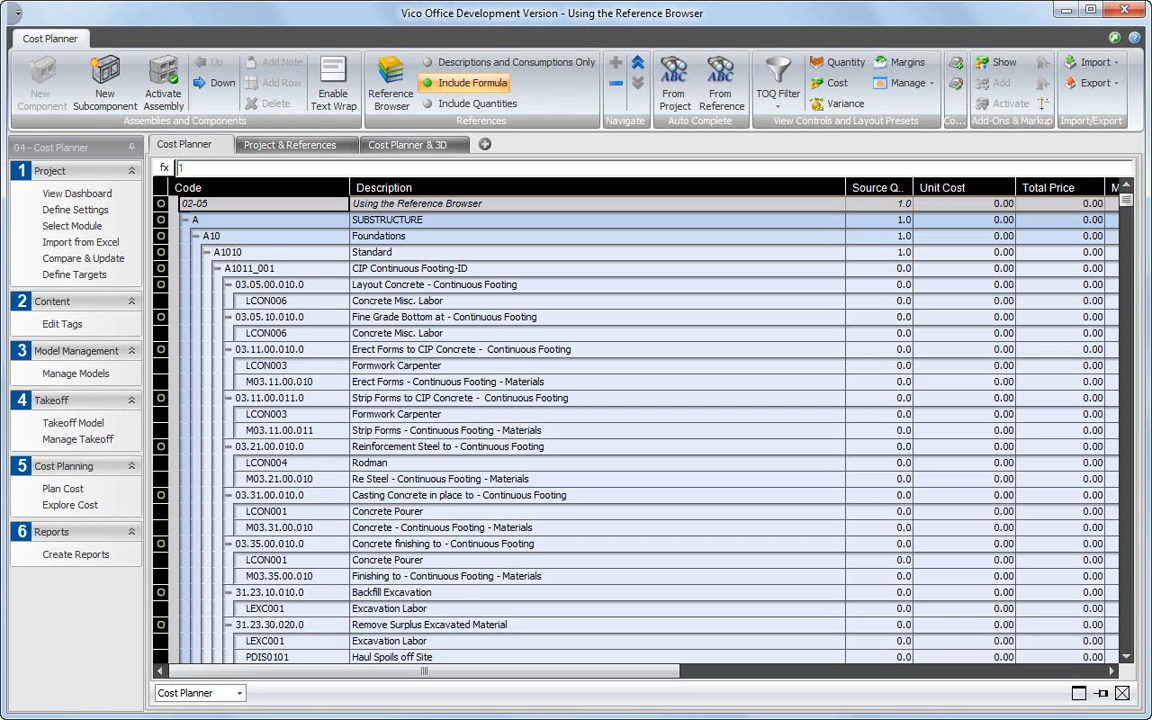 Vico Office Development Version - Using the Reference Browser
Cost Planner
New Component
New Subcomponent
Activate Assembly
Up
Down
Add Note
Add Row
Delete
Enable Text Wrap
Assemblies and Components
Reference Browser
Descriptions and Consumptions Only
Include Formula
Include Quantities
References
Navigate
From Project
From Reference
Auto Complete
TOQ Filter
Quantity
Cost
Variance
Margins
Manage
View Controls and Layout Presets
Co...
Show
Add
Activate
Add-Ons & Markup
Import
Export
Import/Export
04 - Cost Planner
Cost Planner
Project & References
Cost Planner & 3D
fx 1
1 Project
View Dashboard
Define Settings
Select Module
Import from Excel
Compare & Update
Define Targets
2 Content
Edit Tags
3 Model Management
Manage Models
4 Takeoff
Takeoff Model
Manage Takeoff
5 Cost Planning
Plan Cost
Explore Cost
6 Reports
Create Reports
Code Description Source Q.. Unit Cost Total Price M
02-05 Using the Reference Browser 1.0 0.00 0.00
A SUBSTRUCTURE 1.0 0.00 0.00
A10 Foundations 1.0 0.00 0.00
A1010 Standard 1.0 0.00 0.00
A1011_001 CIP Continuous Footing-ID 0.0 0.00 0.00
03.05.00.010.0 Layout Concrete - Continuous Footing 0.0 0.00 0.00
LCON006 Concrete Misc. Labor 0.0 0.00 0.00
03.05.10.010.0 Fine Grade Bottom at - Continuous Footing 0.0 0.00 0.00
LCON006 Concrete Misc. Labor 0.0 0.00 0.00
03.11.00.010.0 Erect Forms to CIP Concrete - Continuous Footing 0.0 0.00 0.00
LCON003 Formwork Carpenter 0.0 0.00 0.00
M03.11.00.010 Erect Forms - Continuous Footing - Materials 0.0 0.00 0.00
03.11.00.011.0 Strip Forms to CIP Concrete - Continuous Footing 0.0 0.00 0.00
LCON003 Formwork Carpenter 0.0 0.00 0.00
M03.11.00.011 Strip Forms - Continuous Footing - Materials 0.0 0.00 0.00
03.21.00.010.0 Reinforcement Steel to - Continuous Footing 0.0 0.00 0.00
LCON004 Rodman 0.0 0.00 0.00
M03.21.00.010 Re Steel - Continuous Footing - Materials 0.0 0.00 0.00
03.31.00.010.0 Casting Concrete in place to - Continuous Footing 0.0 0.00 0.00
LCON001 Concrete Pourer 0.0 0.00 0.00
M03.31.00.010 Concrete - Continuous Footing - Materials 0.0 0.00 0.00
03.35.00.010.0 Concrete finishing to - Continuous Footing 0.0 0.00 0.00
LCON001 Concrete Pourer 0.0 0.00 0.00
M03.35.00.010 Finishing to - Continuous Footing - Materials 0.0 0.00 0.00
31.23.10.010.0 Backfill Excavation 0.0 0.00 0.00
LEXC001 Excavation Labor 0.0 0.00 0.00
31.23.30.020.0 Remove Surplus Excavated Material 0.0 0.00 0.00
LEXC001 Excavation Labor 0.0 0.00 0.00
PDIS0101 Haul Spoils off Site 0.0 0.00 0.00
Cost Planner